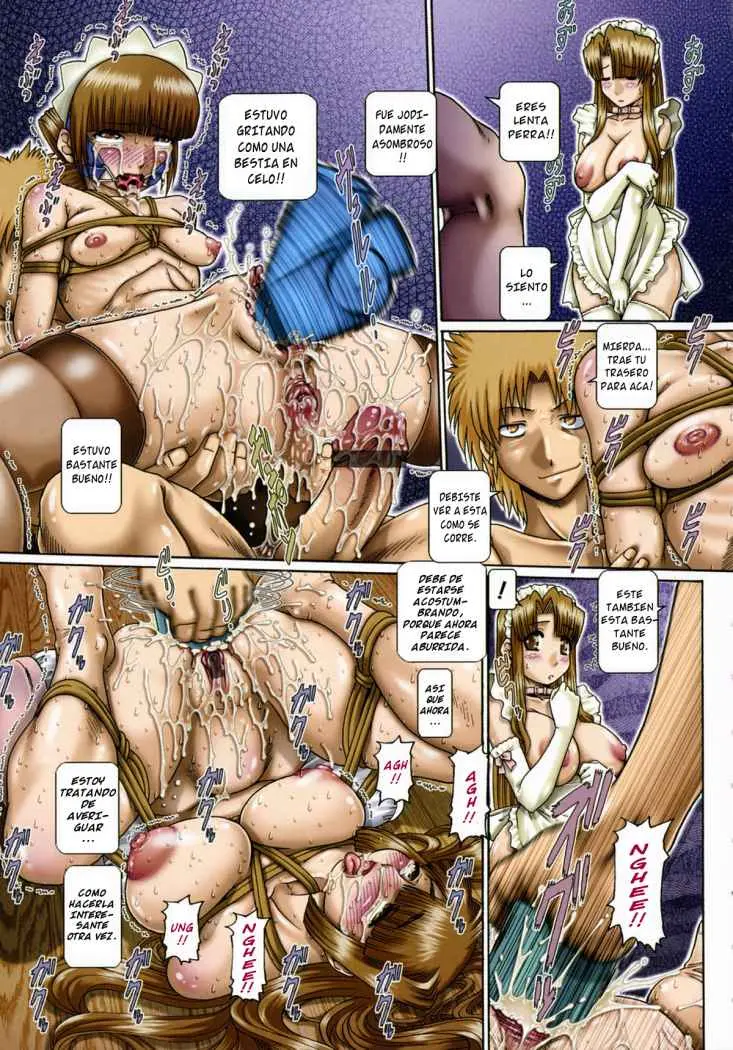 ESTUVO
GRITANDO
COMO UNA
BESTIA EN
CELO!!
FUE JODI-
DAMENTE
ASOMBROSO
!!
ERES
LENTA
PERRA!!
LO
SIENTO
...
ESTUVO
BASTANTE
BUENO!!
MIERDA...
TRAE TU
TRASERO
PARA ACA!
DEBISTE
VER A ESTA
COMO SE
CORRE.
DEBE DE
ESTARSE
ACOSTUM-
BRANDO,
PORQUE AHORA
PARECE
ABURRIDA.
ASI
QUE AHORA
...
ESTOY
TRATANDO
DE
AVERIGUAR
...
COMO
HACERLA
INTERE-
SANTE
OTRA VEZ.
AGH
!!
AGH
!!
UNG
!!
NGHEE
!!
!
ESTE
TAMBIEN
ESTA BAS-
TANTE
BUENO.
NGHEE
!!